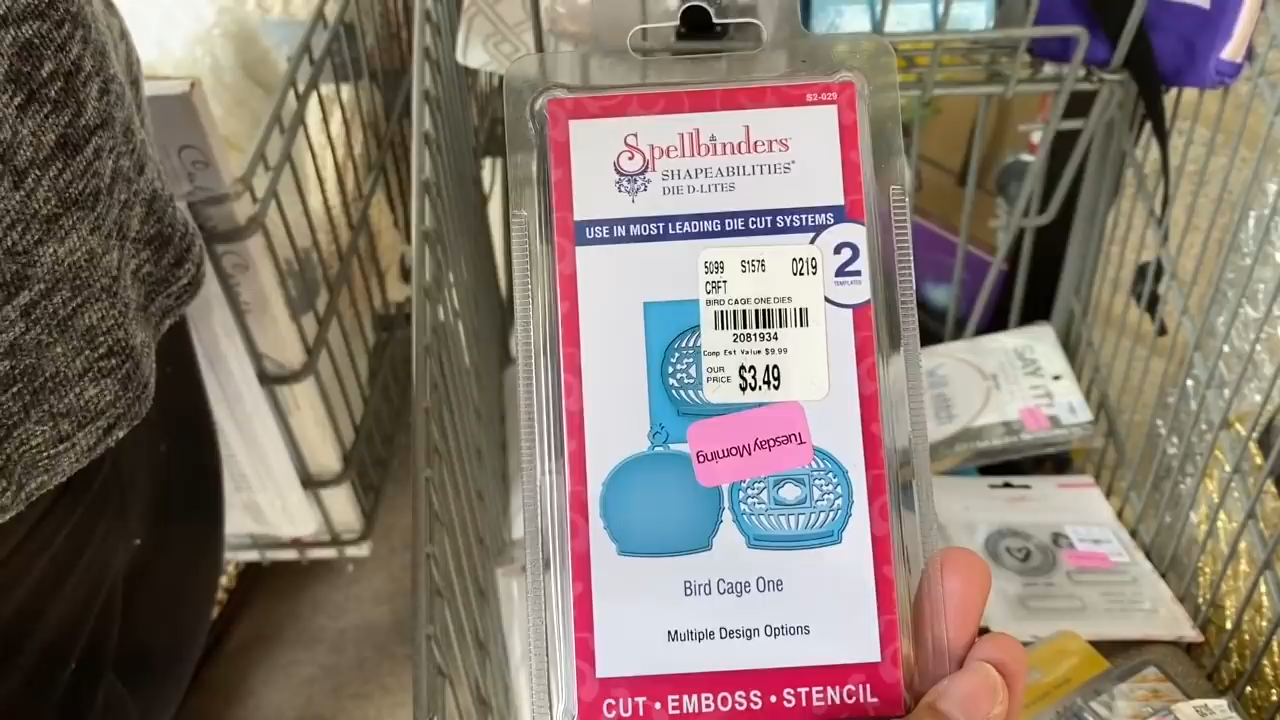 S2-029
Spellbinders
SHAPEABILITIES®
DIE D-LITES
USE IN MOST LEADING DIE CUT SYSTEMS
2
TEMPLATES
5099 S1576 0219
CRFT
BIRD CAGE ONE DIES
2081934
Comp Est Value $9.99
OUR
PRICE $3.49
Tuesday Morning
Bird Cage One
Multiple Design Options
CUT • EMBOSS • STENCIL
SAY IT!